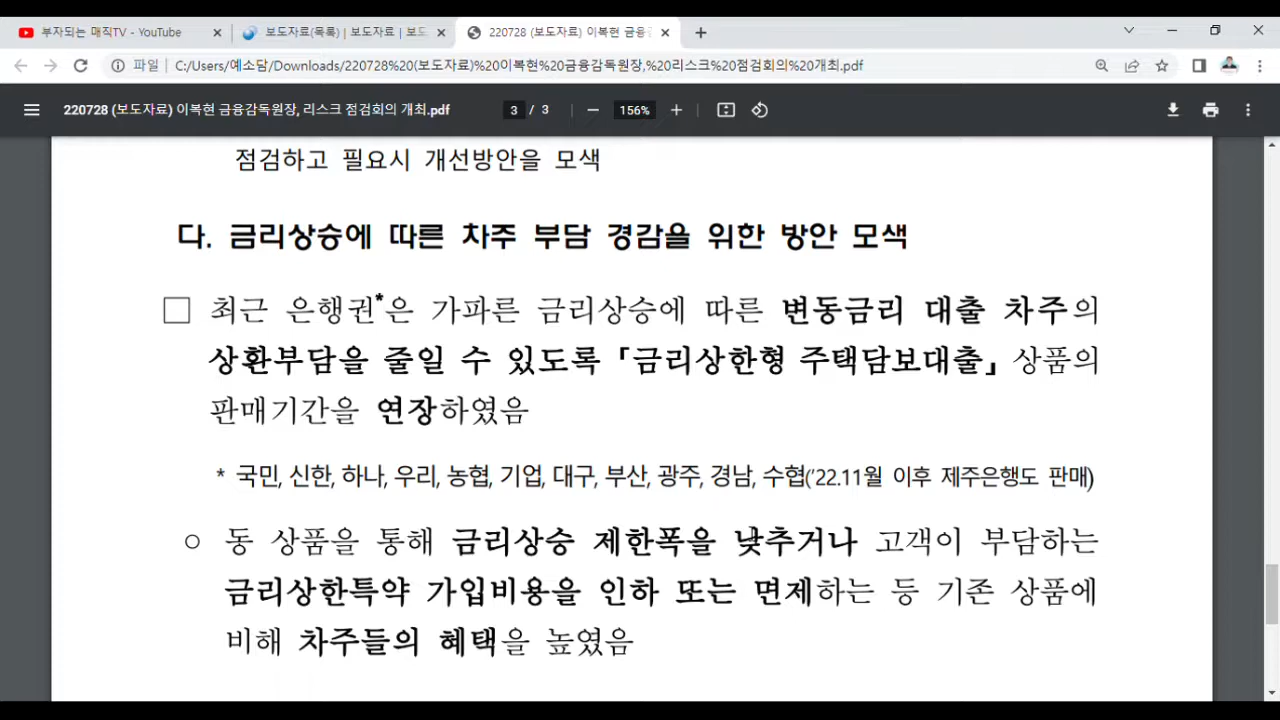 부자되는 매직TV - YouTube
보도자료(목록) | 보도자료 | 보도
220728 (보도자료) 이복현 금융
파일 C:/Users/예소담/Downloads/220728%20(보도자료)%20이복현%20금융감독원장,%20리스크%20점검회의%20개최.pdf
220728 (보도자료) 이복현 금융감독원장, 리스크 점검회의 개최.pdf
3 / 3
156%
점검하고 필요시 개선방안을 모색
다. 금리상승에 따른 차주 부담 경감을 위한 방안 모색
□ 최근 은행권*은 가파른 금리상승에 따른 변동금리 대출 차주의
상환부담을 줄일 수 있도록 「금리상한형 주택담보대출」 상품의
판매기간을 연장하였음
* 국민, 신한, 하나, 우리, 농협, 기업, 대구, 부산, 광주, 경남, 수협('22.11월 이후 제주은행도 판매)
○ 동 상품을 통해 금리상승 제한폭을 낮추거나 고객이 부담하는
금리상한특약 가입비용을 인하 또는 면제하는 등 기존 상품에
비해 차주들의 혜택을 높였음